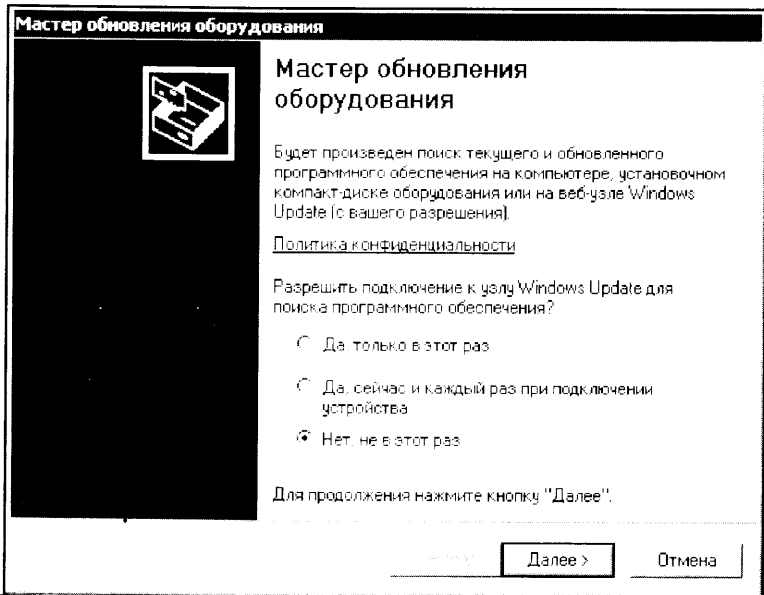 Мастер обновления оборудования
Мастер обновления
оборудования
Будет произведен поиск текущего и обновленного
программного обеспечения на компьютере, установочном
компакт-диске оборудования или на веб-узле Windows
Update (с вашего разрешения).
Политика конфиденциальности
Разрешить подключение к узлу Windows Update для
поиска программного обеспечения?
Да, только в этот раз
Да, сейчас и каждый раз при подключении
устройства
Нет, не в этот раз
Для продолжения нажмите кнопку "Далее".
Далее >
Отмена